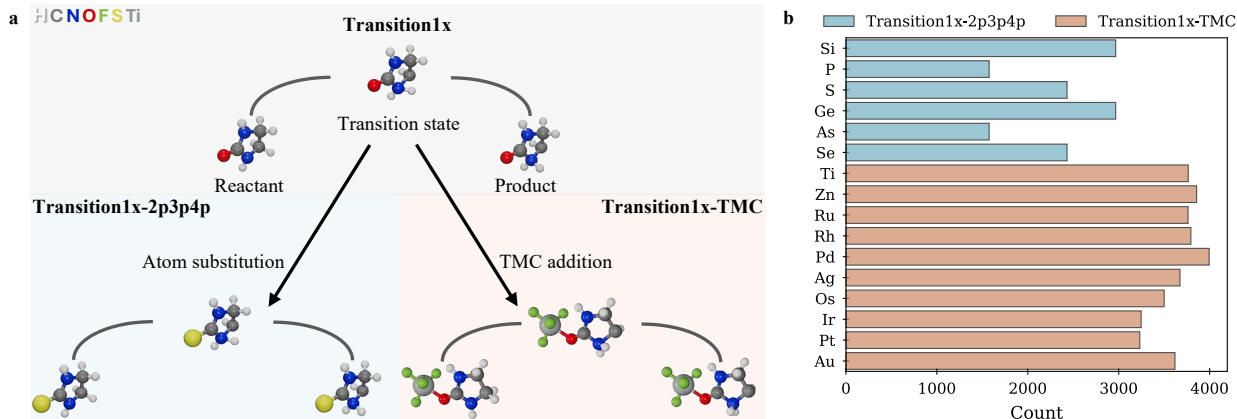 a
HCNOFSTi
Transition1x
Transition state
Reactant
Product
Transition1x-2p3p4p
Transition1x-TMC
Atom substitution
TMC addition
b
Transition1x-2p3p4p
Transition1x-TMC
Si
P
S
Ge
As
Se
Ti
Zn
Ru
Rh
Pd
Ag
Os
Ir
Pt
Au
0 1000 2000 3000 4000
Count